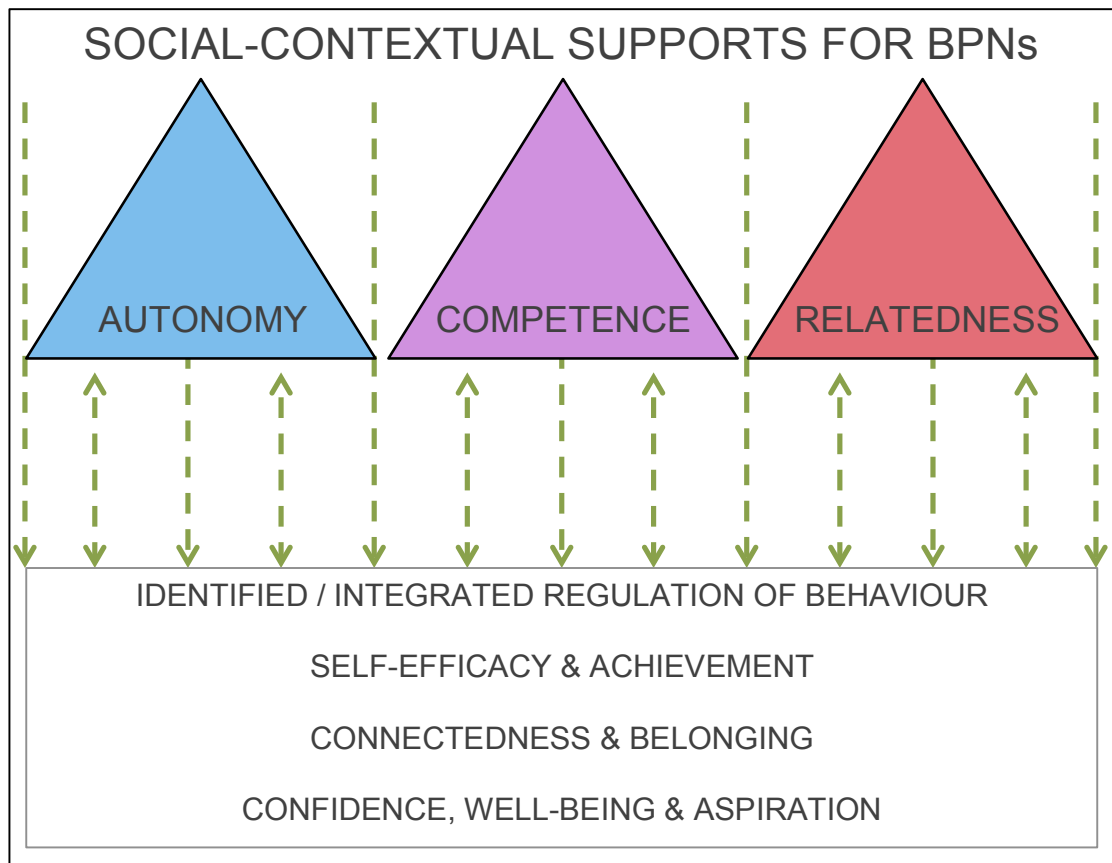 SOCIAL-CONTEXTUAL SUPPORTS FOR BPNs
AUTONOMY
COMPETENCE
RELATEDNESS
IDENTIFIED / INTEGRATED REGULATION OF BEHAVIOUR
SELF-EFFICACY & ACHIEVEMENT
CONNECTEDNESS & BELONGING
CONFIDENCE, WELL-BEING & ASPIRATION